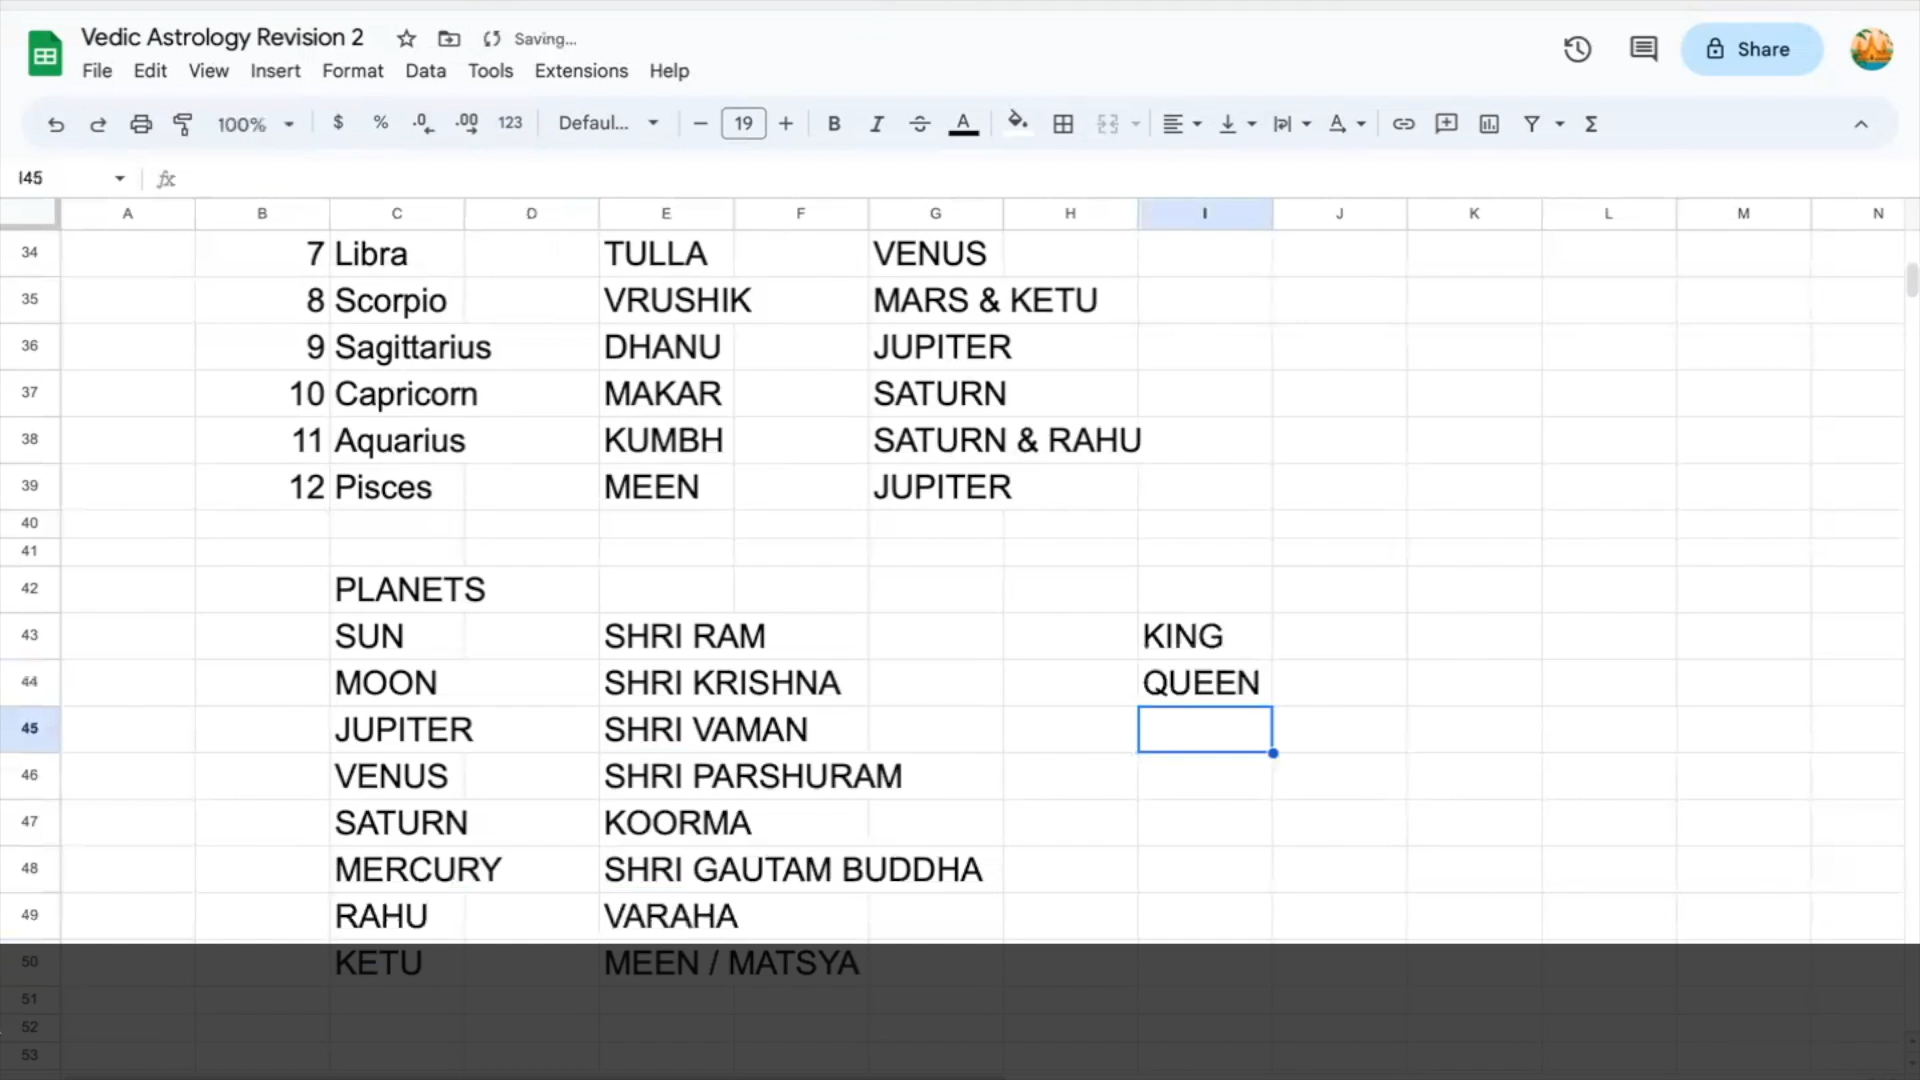 Vedic Astrology Revision 2 Saving...
File Edit View Insert Format Data Tools Extensions Help
Share
100% $ % .0 .00 123 Defaul... 19 B I A
I45 fx
A B C D E F G H I J K L M N
34 7 Libra TULLA VENUS
35 8 Scorpio VRUSHIK MARS & KETU
36 9 Sagittarius DHANU JUPITER
37 10 Capricorn MAKAR SATURN
38 11 Aquarius KUMBH SATURN & RAHU
39 12 Pisces MEEN JUPITER
40
41
42 PLANETS
43 SUN SHRI RAM KING
44 MOON SHRI KRISHNA QUEEN
45 JUPITER SHRI VAMAN
46 VENUS SHRI PARSHURAM
47 SATURN KOORMA
48 MERCURY SHRI GAUTAM BUDDHA
49 RAHU VARAHA
50 KETU MEEN / MATSYA
51
52
53